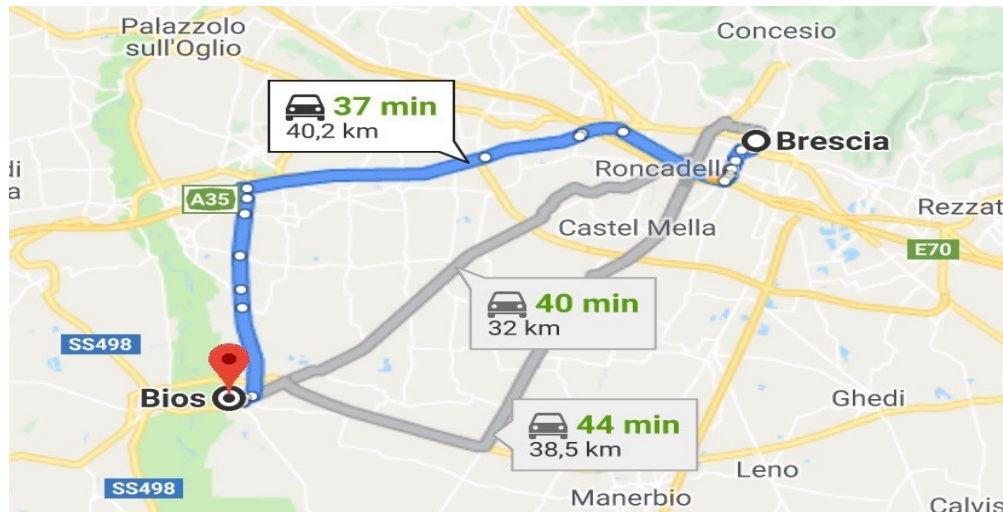 Palazzolo
sull'Oglio
Concesio
37 min
40,2 km
Brescia
di
a
Roncadelle
A35
Rezzat
Castel Mella
E70
40 min
32 km
SS498
Bios
Ghedi
44 min
38,5 km
Leno
SS498
Manerbio
Calvis